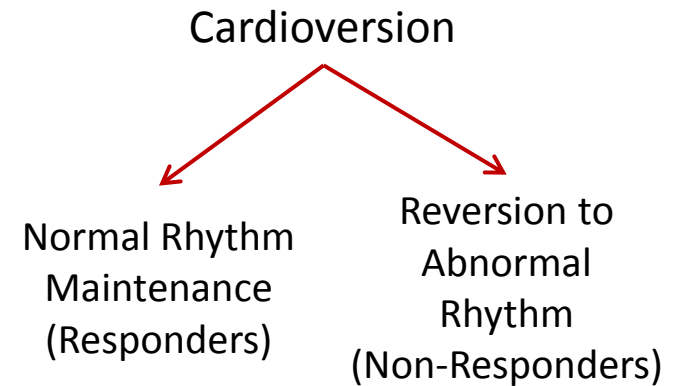 Cardioversion
Normal Rhythm
Maintenance
(Responders)
Reversion to
Abnormal
Rhythm
(Non-Responders)